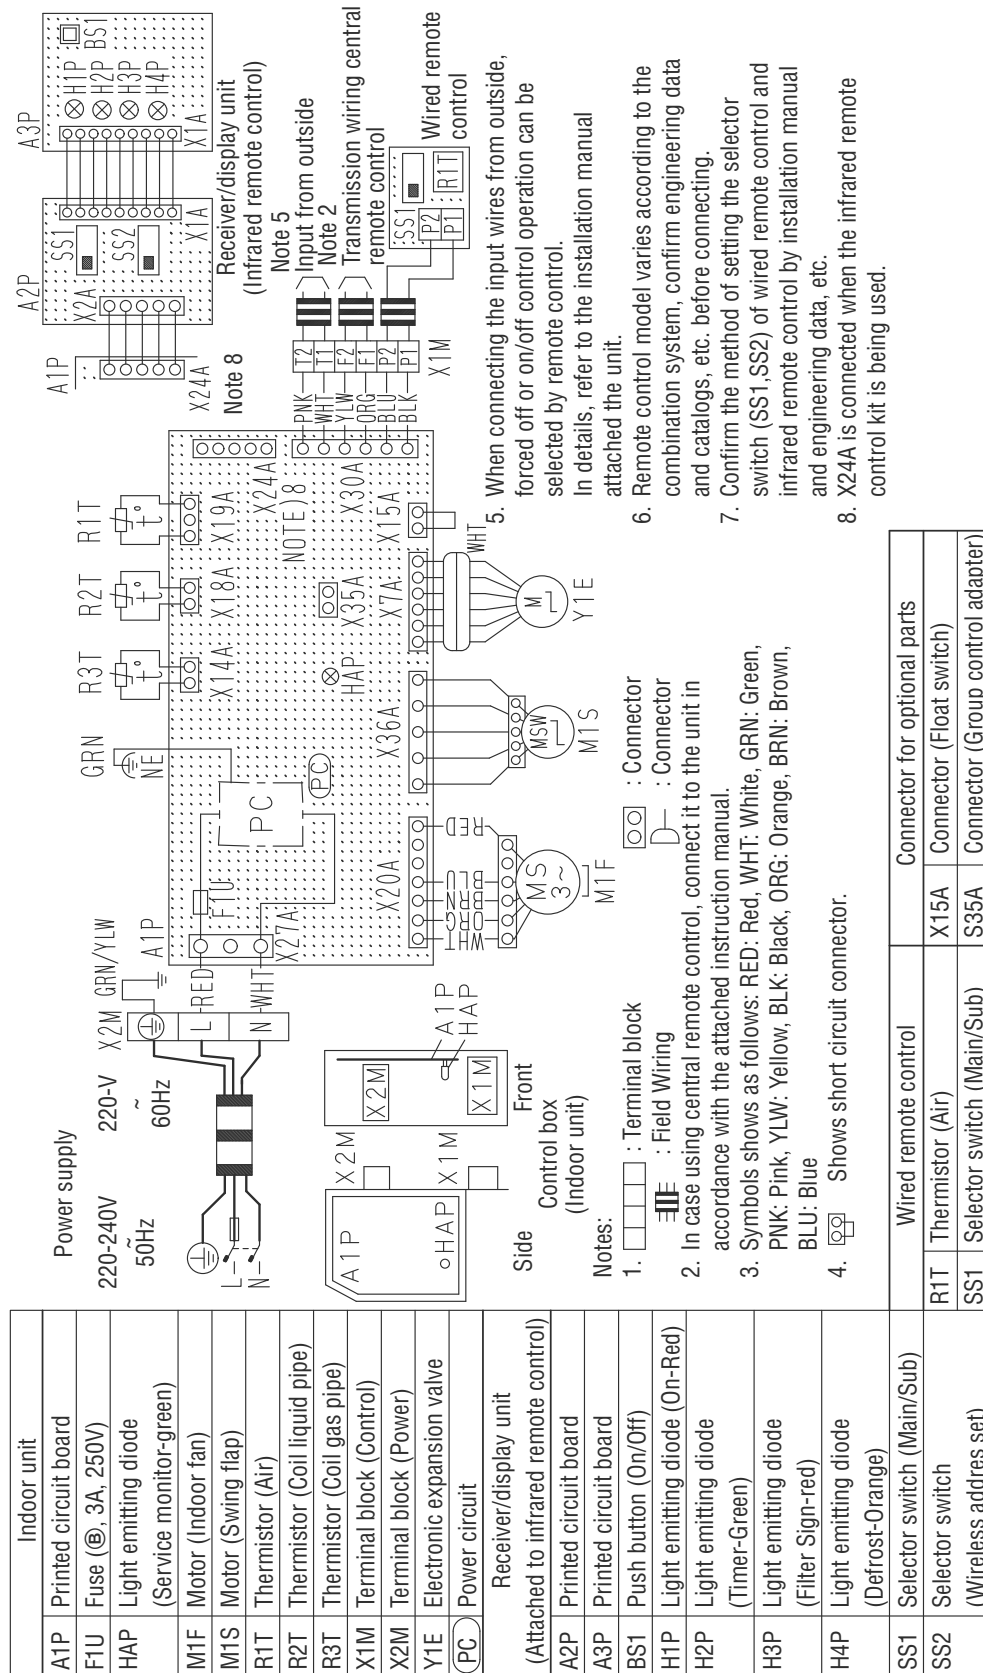 Indoor unit
A1P Printed circuit board
F1U Fuse (Ⓑ, 3A, 250V)
HAP Light emitting diode
(Service monitor-green)
M1F Motor (Indoor fan)
M1S Motor (Swing flap)
R1T Thermistor (Air)
R2T Thermistor (Coil liquid pipe)
R3T Thermistor (Coil gas pipe)
X1M Terminal block (Control)
X2M Terminal block (Power)
Y1E Electronic expansion valve
PC Power circuit
Receiver/display unit
(Attached to infrared remote control)
A2P Printed circuit board
A3P Printed circuit board
BS1 Push button (On/Off)
H1P Light emitting diode (On-Red)
H2P Light emitting diode
(Timer-Green)
H3P Light emitting diode
(Filter Sign-red)
H4P Light emitting diode
(Defrost-Orange)
SS1 Selector switch (Main/Sub)
SS2 Selector switch
(Wireless addres set)
Wired remote control
R1T Thermistor (Air)
SS1 Selector switch (Main/Sub)
Connector for optional parts
X15A Connector (Float switch)
S35A Connector (Group control adapter)
Power supply
220-240V
~
50Hz
220-V
~
60Hz
L
N
X2M
GRN/YLW
L
RED
N
WHT
A1P
X27A
F1U
PC
PC
GRN
NE
R3T
t°
X14A
R2T
t°
X18A
R1T
t°
X19A
HAP
X35A
X24A
NOTE)8
X30A
X20A
X36A
X7A
X15A
WHT
ORG
BRN
BLU
RED
MS
3~
M1F
MSW
M1S
WHT
M
Y1E
PNK
WHT
YLW
ORG
BLU
BLK
T2
T1
F2
F1
P2
P1
X1M
A1P
X24A
Note 8
A2P
X2A
SS1
SS2
X1A
A3P
H1P
H2P
H3P
H4P
BS1
X1A
Receiver/display unit
(Infrared remote control)
Note 5
Input from outside
Note 2
Transmission wiring central
remote control
SS1
P2
P1
R1T
Wired remote
control
A1P
HAP
X2M
X1M
Side
X2M
X1M
A1P
HAP
Front
Control box
(Indoor unit)
Notes:
1. : Terminal block : Connector
: Field Wiring : Connector
2. In case using central remote control, connect it to the unit in
accordance with the attached instruction manual.
3. Symbols shows as follows: RED: Red, WHT: White, GRN: Green,
PNK: Pink, YLW: Yellow, BLK: Black, ORG: Orange, BRN: Brown,
BLU: Blue
4. Shows short circuit connector.
5. When connecting the input wires from outside,
forced off or on/off control operation can be
selected by remote control.
In details, refer to the installation manual
attached the unit.
6. Remote control model varies according to the
combination system, confirm engineering data
and catalogs, etc. before connecting.
7. Confirm the method of setting the selector
switch (SS1,SS2) of wired remote control and
infrared remote control by installation manual
and engineering data, etc.
8. X24A is connected when the infrared remote
control kit is being used.